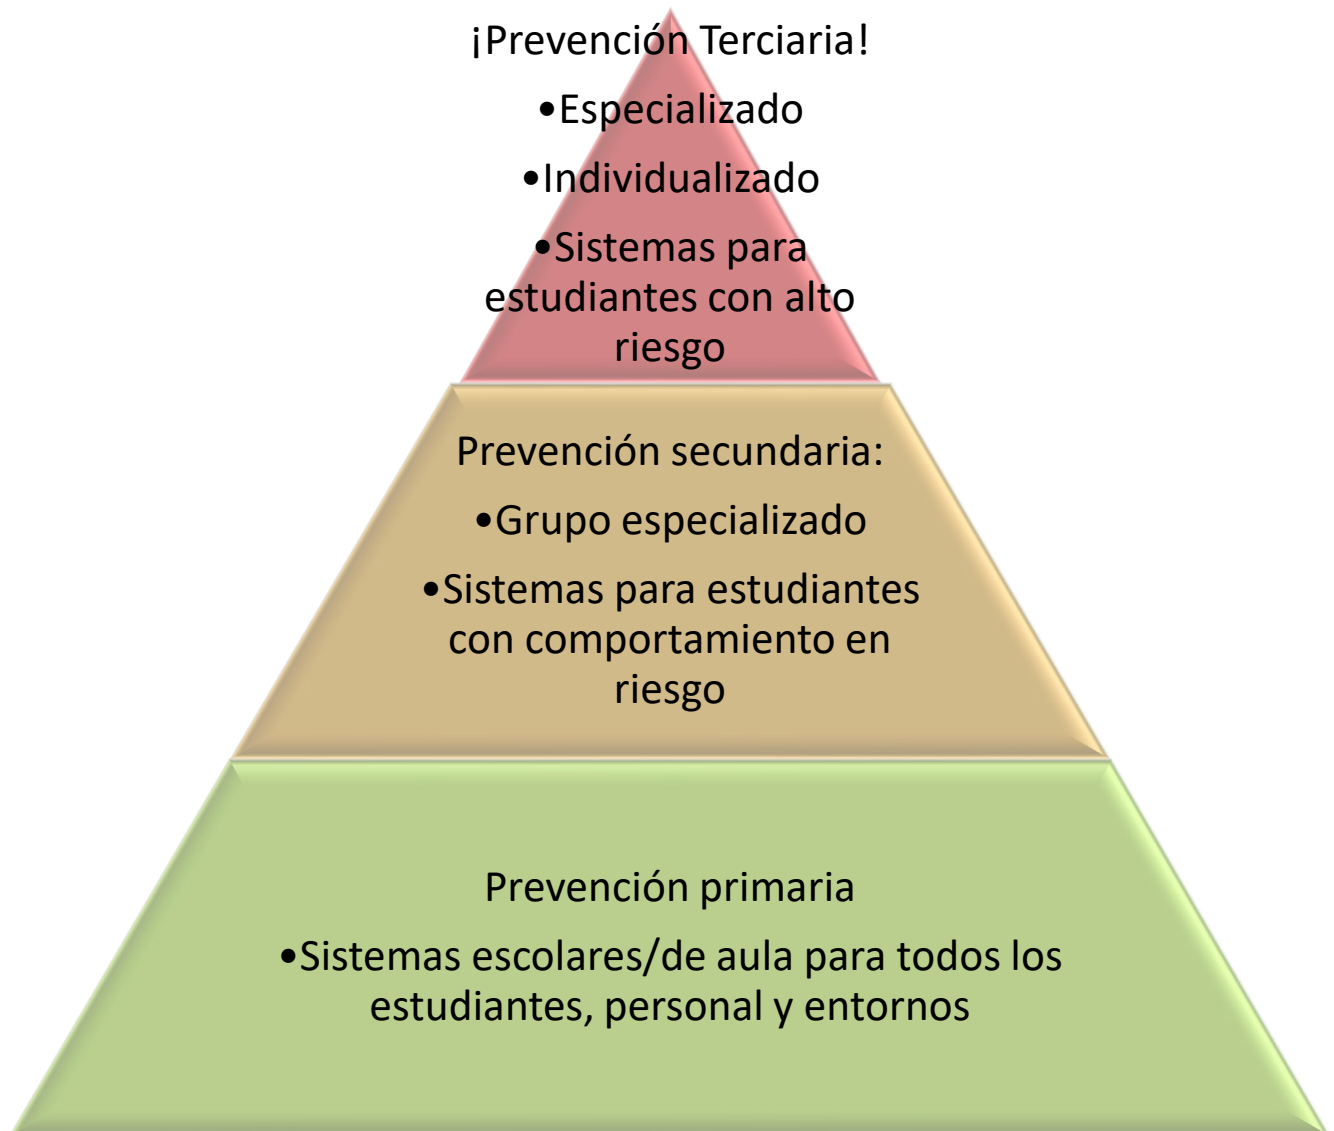 ¡Prevención Terciaria!
•Especializado
•Individualizado
•Sistemas para
estudiantes con alto
riesgo
Prevención secundaria:
•Grupo especializado
•Sistemas para estudiantes
con comportamiento en
riesgo
Prevención primaria
•Sistemas escolares/de aula para todos los
estudiantes, personal y entornos